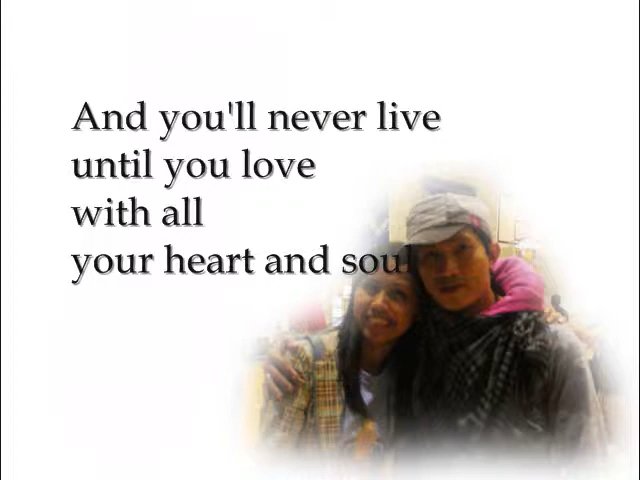 And you'll never live
until you love
with all
your heart and soul